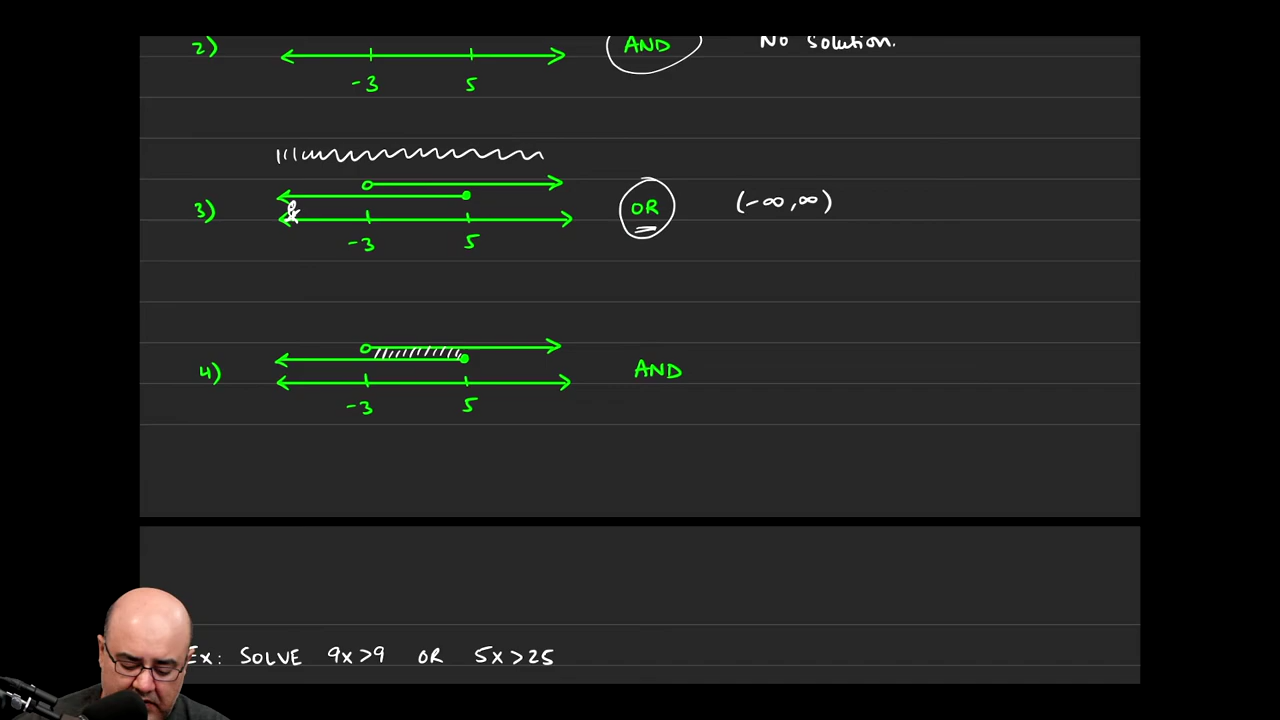 2) AND No Solution.
-3 5
3) OR (-∞,∞)
-3 5
4) AND
-3 5
Ex: SOLVE 9x>9 OR 5x>25